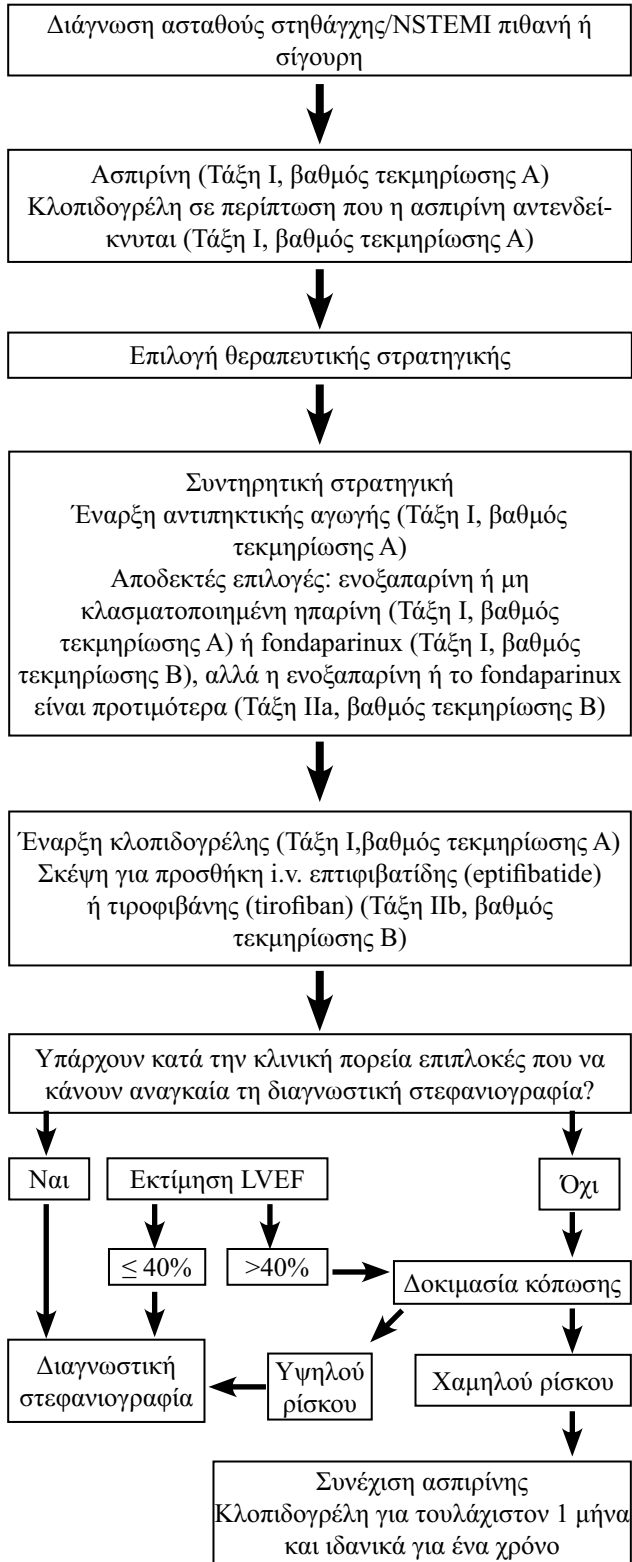 Διάγνωση ασταθούς στηθάγχης/NSTEMI πιθανή ή
σίγουρη
Ασπιρίνη (Τάξη Ι, βαθμός τεκμηρίωσης Α)
Κλοπιδογρέλη σε περίπτωση που η ασπιρίνη αντενδεί-
κνυται (Τάξη Ι, βαθμός τεκμηρίωσης Α)
Επιλογή θεραπευτικής στρατηγικής
Συντηρητική στρατηγική
Έναρξη αντιπηκτικής αγωγής (Τάξη Ι, βαθμός
τεκμηρίωσης Α)
Αποδεκτές επιλογές: ενοξαπαρίνη ή μη
κλασματοποιημένη ηπαρίνη (Τάξη Ι, βαθμός
τεκμηρίωσης Α) ή fondaparinux (Τάξη Ι, βαθμός
τεκμηρίωσης Β), αλλά η ενοξαπαρίνη ή το fondaparinux
είναι προτιμότερα (Τάξη ΙΙa, βαθμός τεκμηρίωσης Β)
Έναρξη κλοπιδογρέλης (Τάξη Ι,βαθμός τεκμηρίωσης Α)
Σκέψη για προσθήκη i.v. επτιφιβατίδης (eptifibatide)
ή τιροφιβάνης (tirofiban) (Τάξη ΙΙb, βαθμός
τεκμηρίωσης Β)
Υπάρχουν κατά την κλινική πορεία επιπλοκές που να
κάνουν αναγκαία τη διαγνωστική στεφανιογραφία?
Ναι
Εκτίμηση LVEF
Όχι
≤ 40%
>40%
Δοκιμασία κόπωσης
Διαγνωστική
στεφανιογραφία
Υψηλού
ρίσκου
Χαμηλού ρίσκου
Συνέχιση ασπιρίνης
Κλοπιδογρέλη για τουλάχιστον 1 μήνα
και ιδανικά για ένα χρόνο